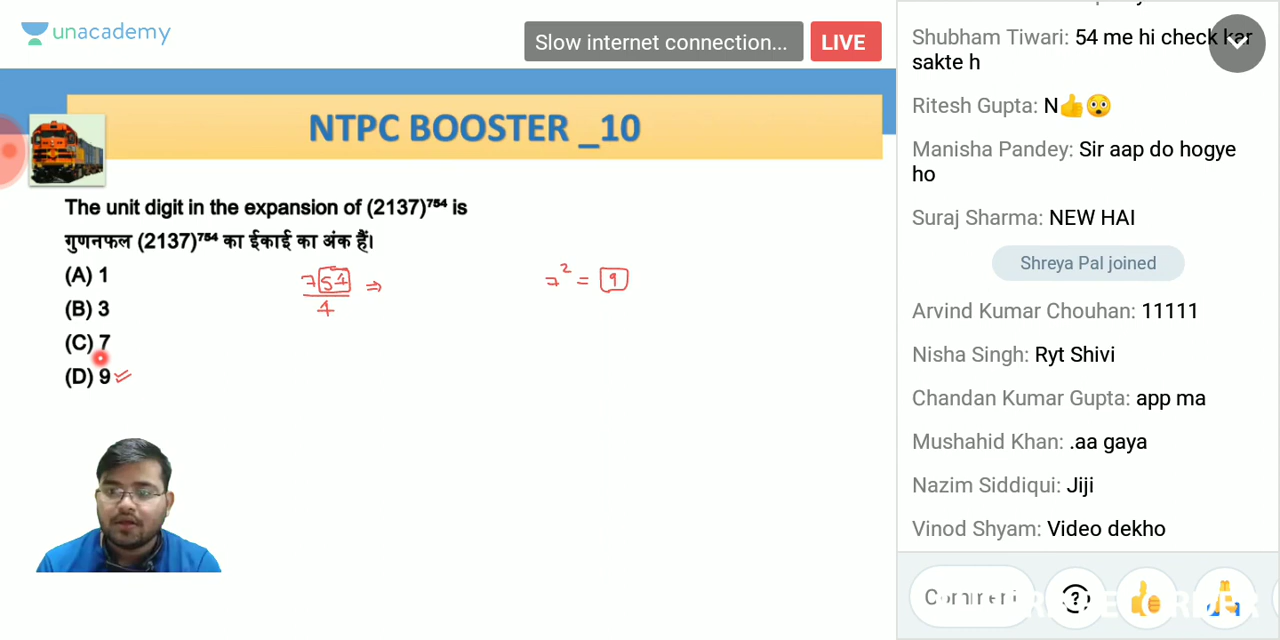 unacademy
Slow internet connection...
LIVE
NTPC BOOSTER _10
The unit digit in the expansion of (2137)⁷⁵⁴ is
गुणनफल (2137)⁷⁵⁴ का ईकाई का अंक हैं।
(A) 1
(B) 3
(C) 7
(D) 9
754 ⇒
4
7² = 9
Shubham Tiwari: 54 me hi check kar
sakte h
Ritesh Gupta: N👍😲
Manisha Pandey: Sir aap do hogye
ho
Suraj Sharma: NEW HAI
Shreya Pal joined
Arvind Kumar Chouhan: 11111
Nisha Singh: Ryt Shivi
Chandan Kumar Gupta: app ma
Mushahid Khan: .aa gaya
Nazim Siddiqui: Jiji
Vinod Shyam: Video dekho